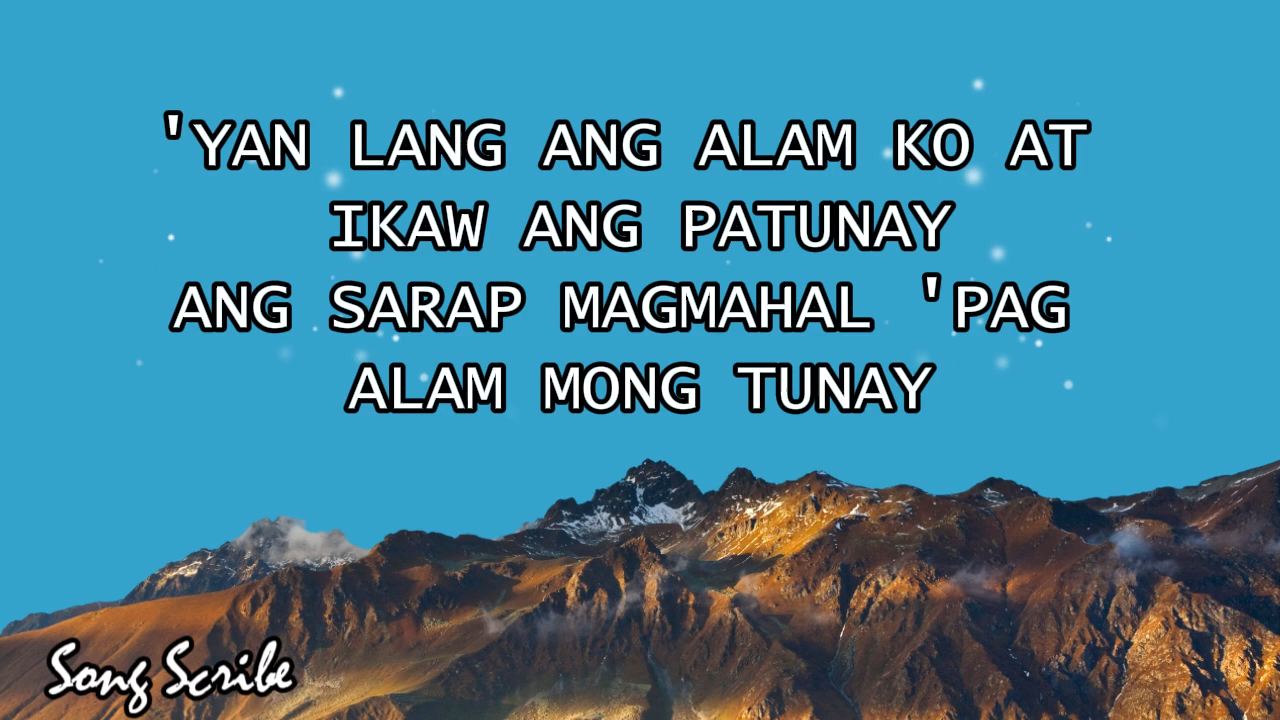 'YAN LANG ANG ALAM KO AT
IKAW ANG PATUNAY
ANG SARAP MAGMAHAL 'PAG
ALAM MONG TUNAY
Song Scribe